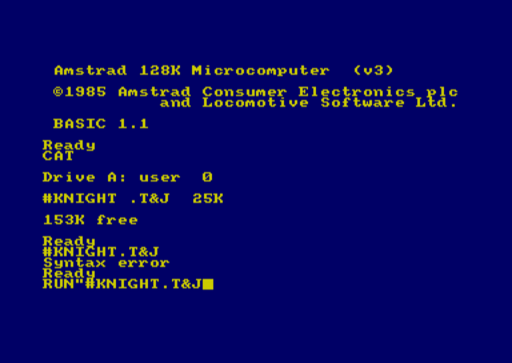 Amstrad 128K Microcomputer (v3)
©1985 Amstrad Consumer Electronics plc
and Locomotive Software Ltd.
BASIC 1.1
Ready
CAT
Drive A: user 0
#KNIGHT .T&J 25K
153K free
Ready
#KNIGHT.T&J
Syntax error
Ready
RUN"#KNIGHT.T&J